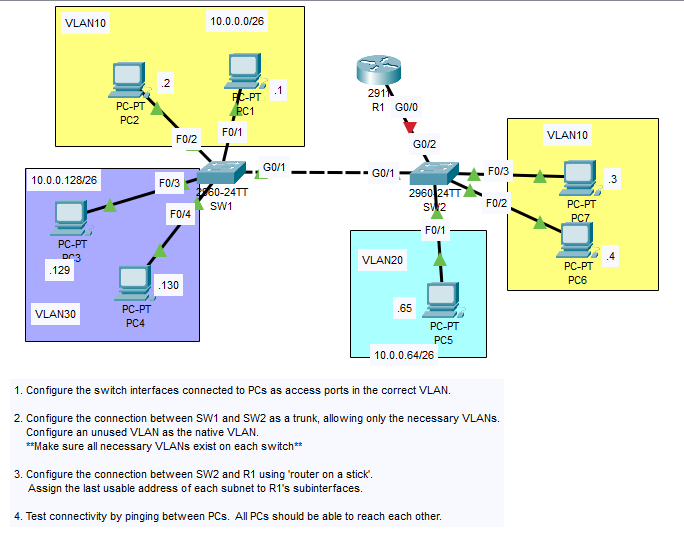 VLAN10
10.0.0.0/26
.2
.1
PC-PT
PC2
PC-PT
PC1
F0/2
F0/1
2911
R1
G0/0
G0/2
VLAN10
10.0.0.128/26
F0/3
G0/1
G0/1
F0/3
.3
2960-24TT
SW1
2960-24TT
SW2
F0/2
PC-PT
PC7
F0/4
F0/1
PC-PT
PC3
.129
VLAN20
.4
PC-PT
PC6
.130
VLAN30
PC-PT
PC4
.65
PC-PT
PC5
10.0.0.64/26
1. Configure the switch interfaces connected to PCs as access ports in the correct VLAN.
2. Configure the connection between SW1 and SW2 as a trunk, allowing only the necessary VLANs.
Configure an unused VLAN as the native VLAN.
**Make sure all necessary VLANs exist on each switch**
3. Configure the connection between SW2 and R1 using 'router on a stick'.
Assign the last usable address of each subnet to R1's subinterfaces.
4. Test connectivity by pinging between PCs. All PCs should be able to reach each other.